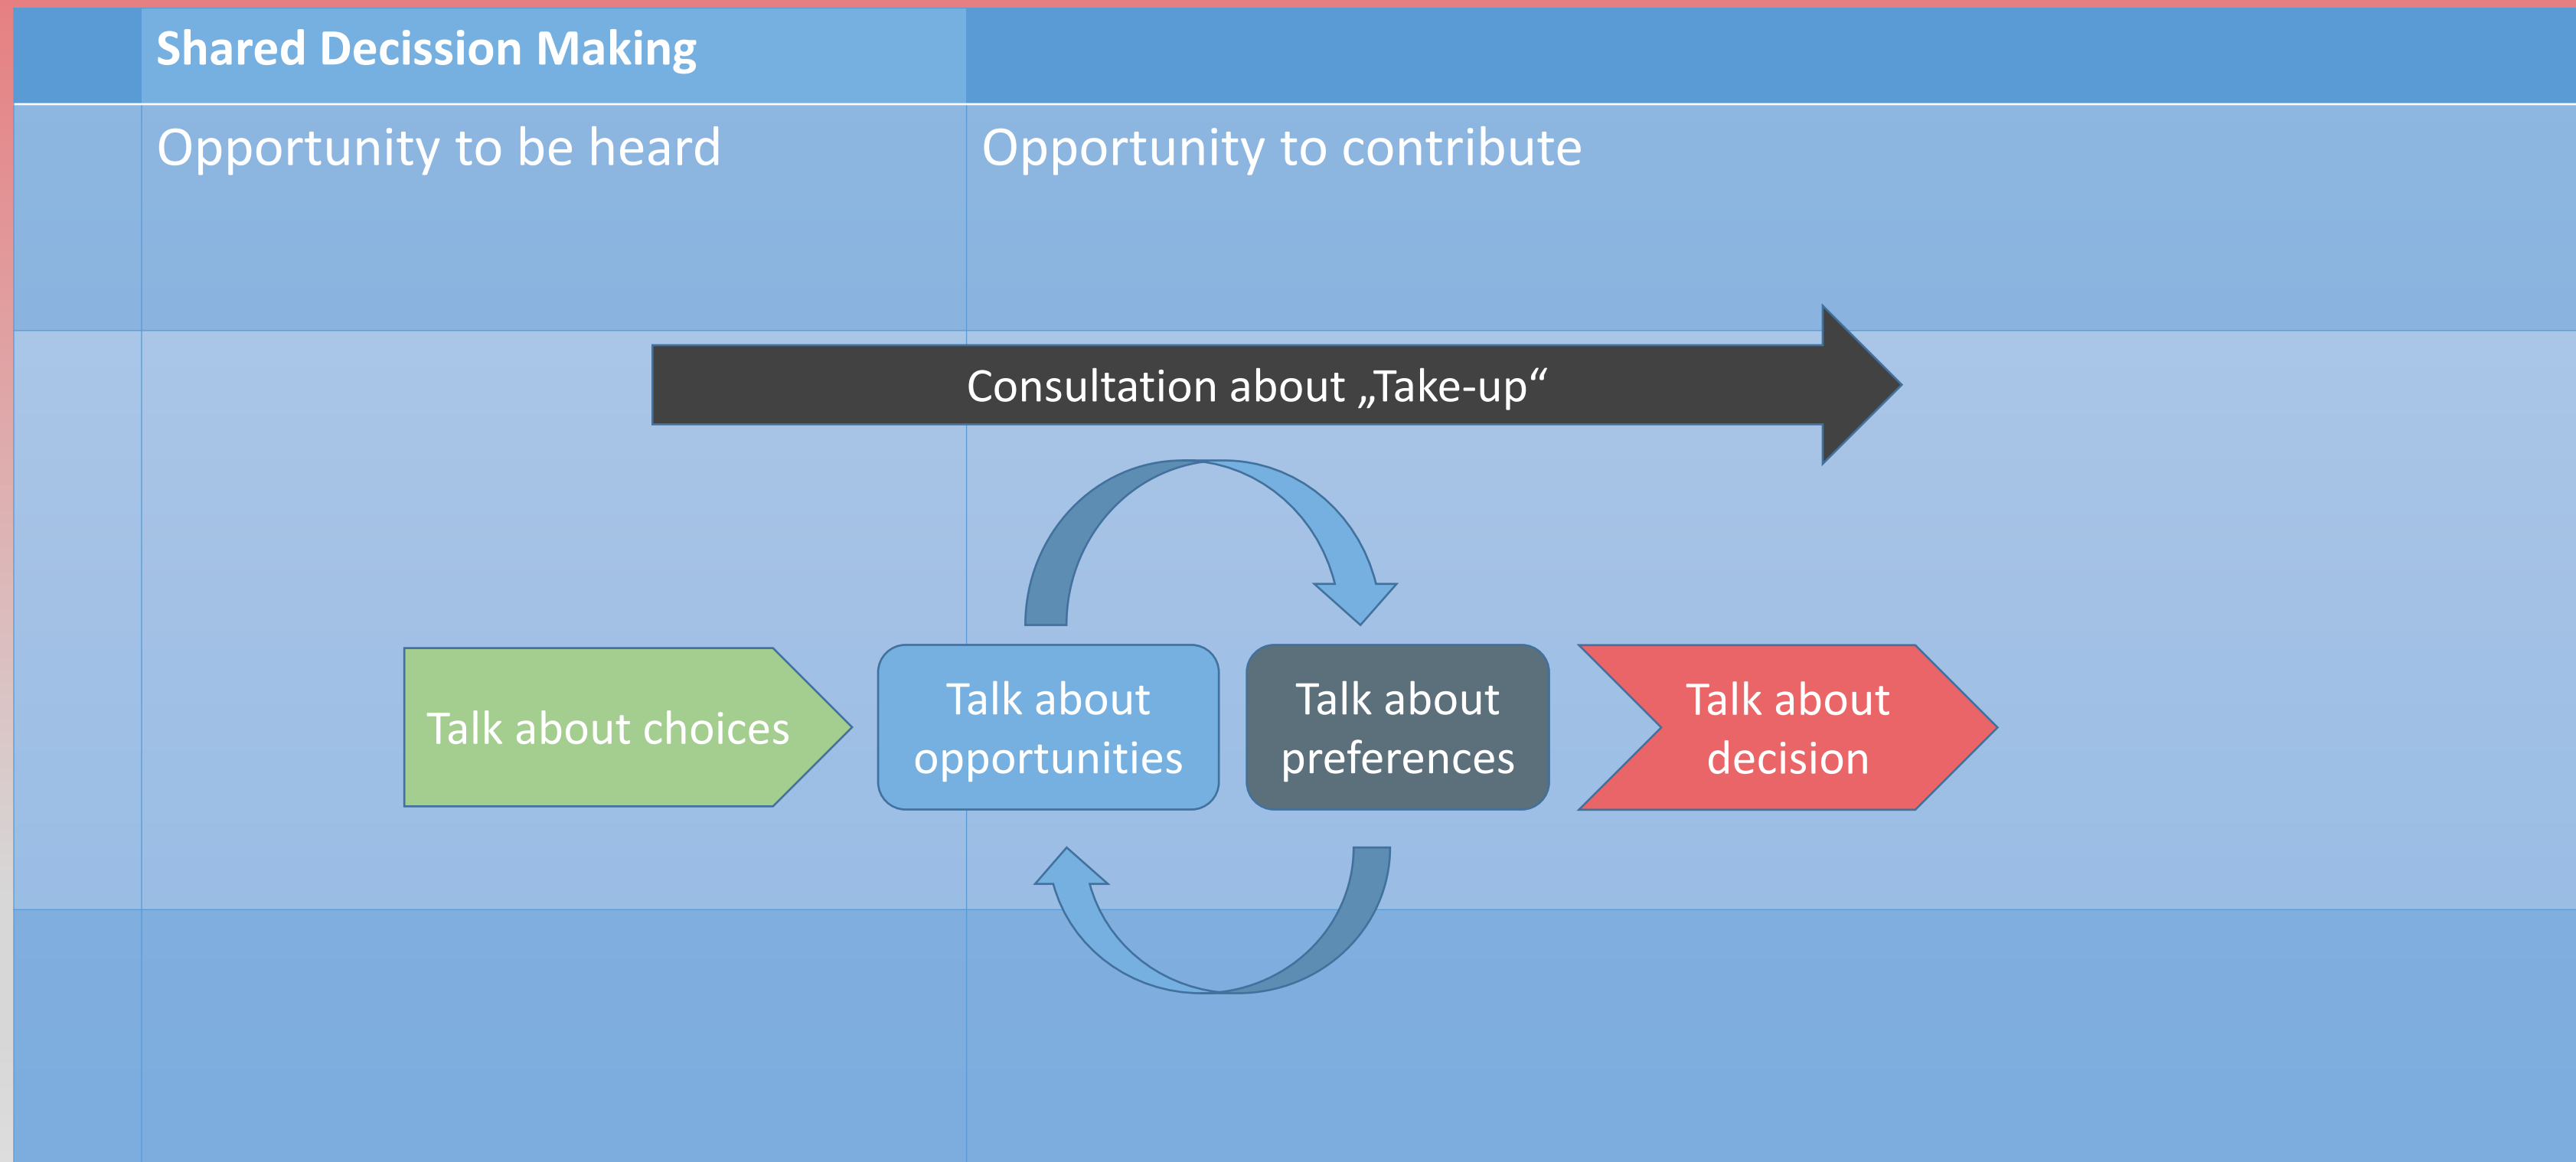 Shared Decission Making
Opportunity to be heard
Opportunity to contribute
Consultation about „Take-up“
Talk about choices
Talk about
opportunities
Talk about
preferences
Talk about
decision